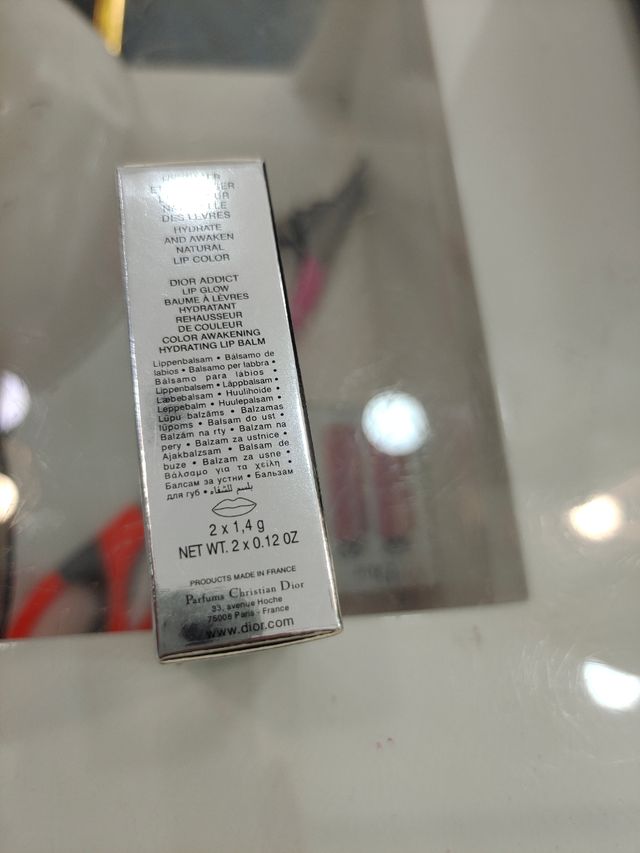 DES LÈVRES
HYDRATE
AND AWAKEN
NATURAL
LIP COLOR
DIOR ADDICT
LIP GLOW
BAUME À LÈVRES
HYDRATANT
REHAUSSEUR
DE COULEUR
COLOR AWAKENING
HYDRATING LIP BALM
Lippenbalsam • Bálsamo de
labios • Balsamo per labbra •
Bálsamo para labios •
Lippenbalsem • Läppbalsam •
Læbebalsam • Huulihoide •
Leppebalm • Huulepalsam •
Lūpu balzāms • Balzamas
lūpoms • Balsam do ust •
Balzám na rty • Balzam na
pery • Balzam za ustnice •
Ajakbalzsam • Balsam de
buze • Balzam za usne •
Βάλσαμο για τα χείλη •
Балсам за устни • Бальзам
для губ • بلسم للشفاه
2 x 1,4 g
NET WT. 2 x 0.12 OZ
PRODUCTS MADE IN FRANCE
Parfums Christian Dior
33, avenue Hoche
75008 Paris - France
www.dior.com